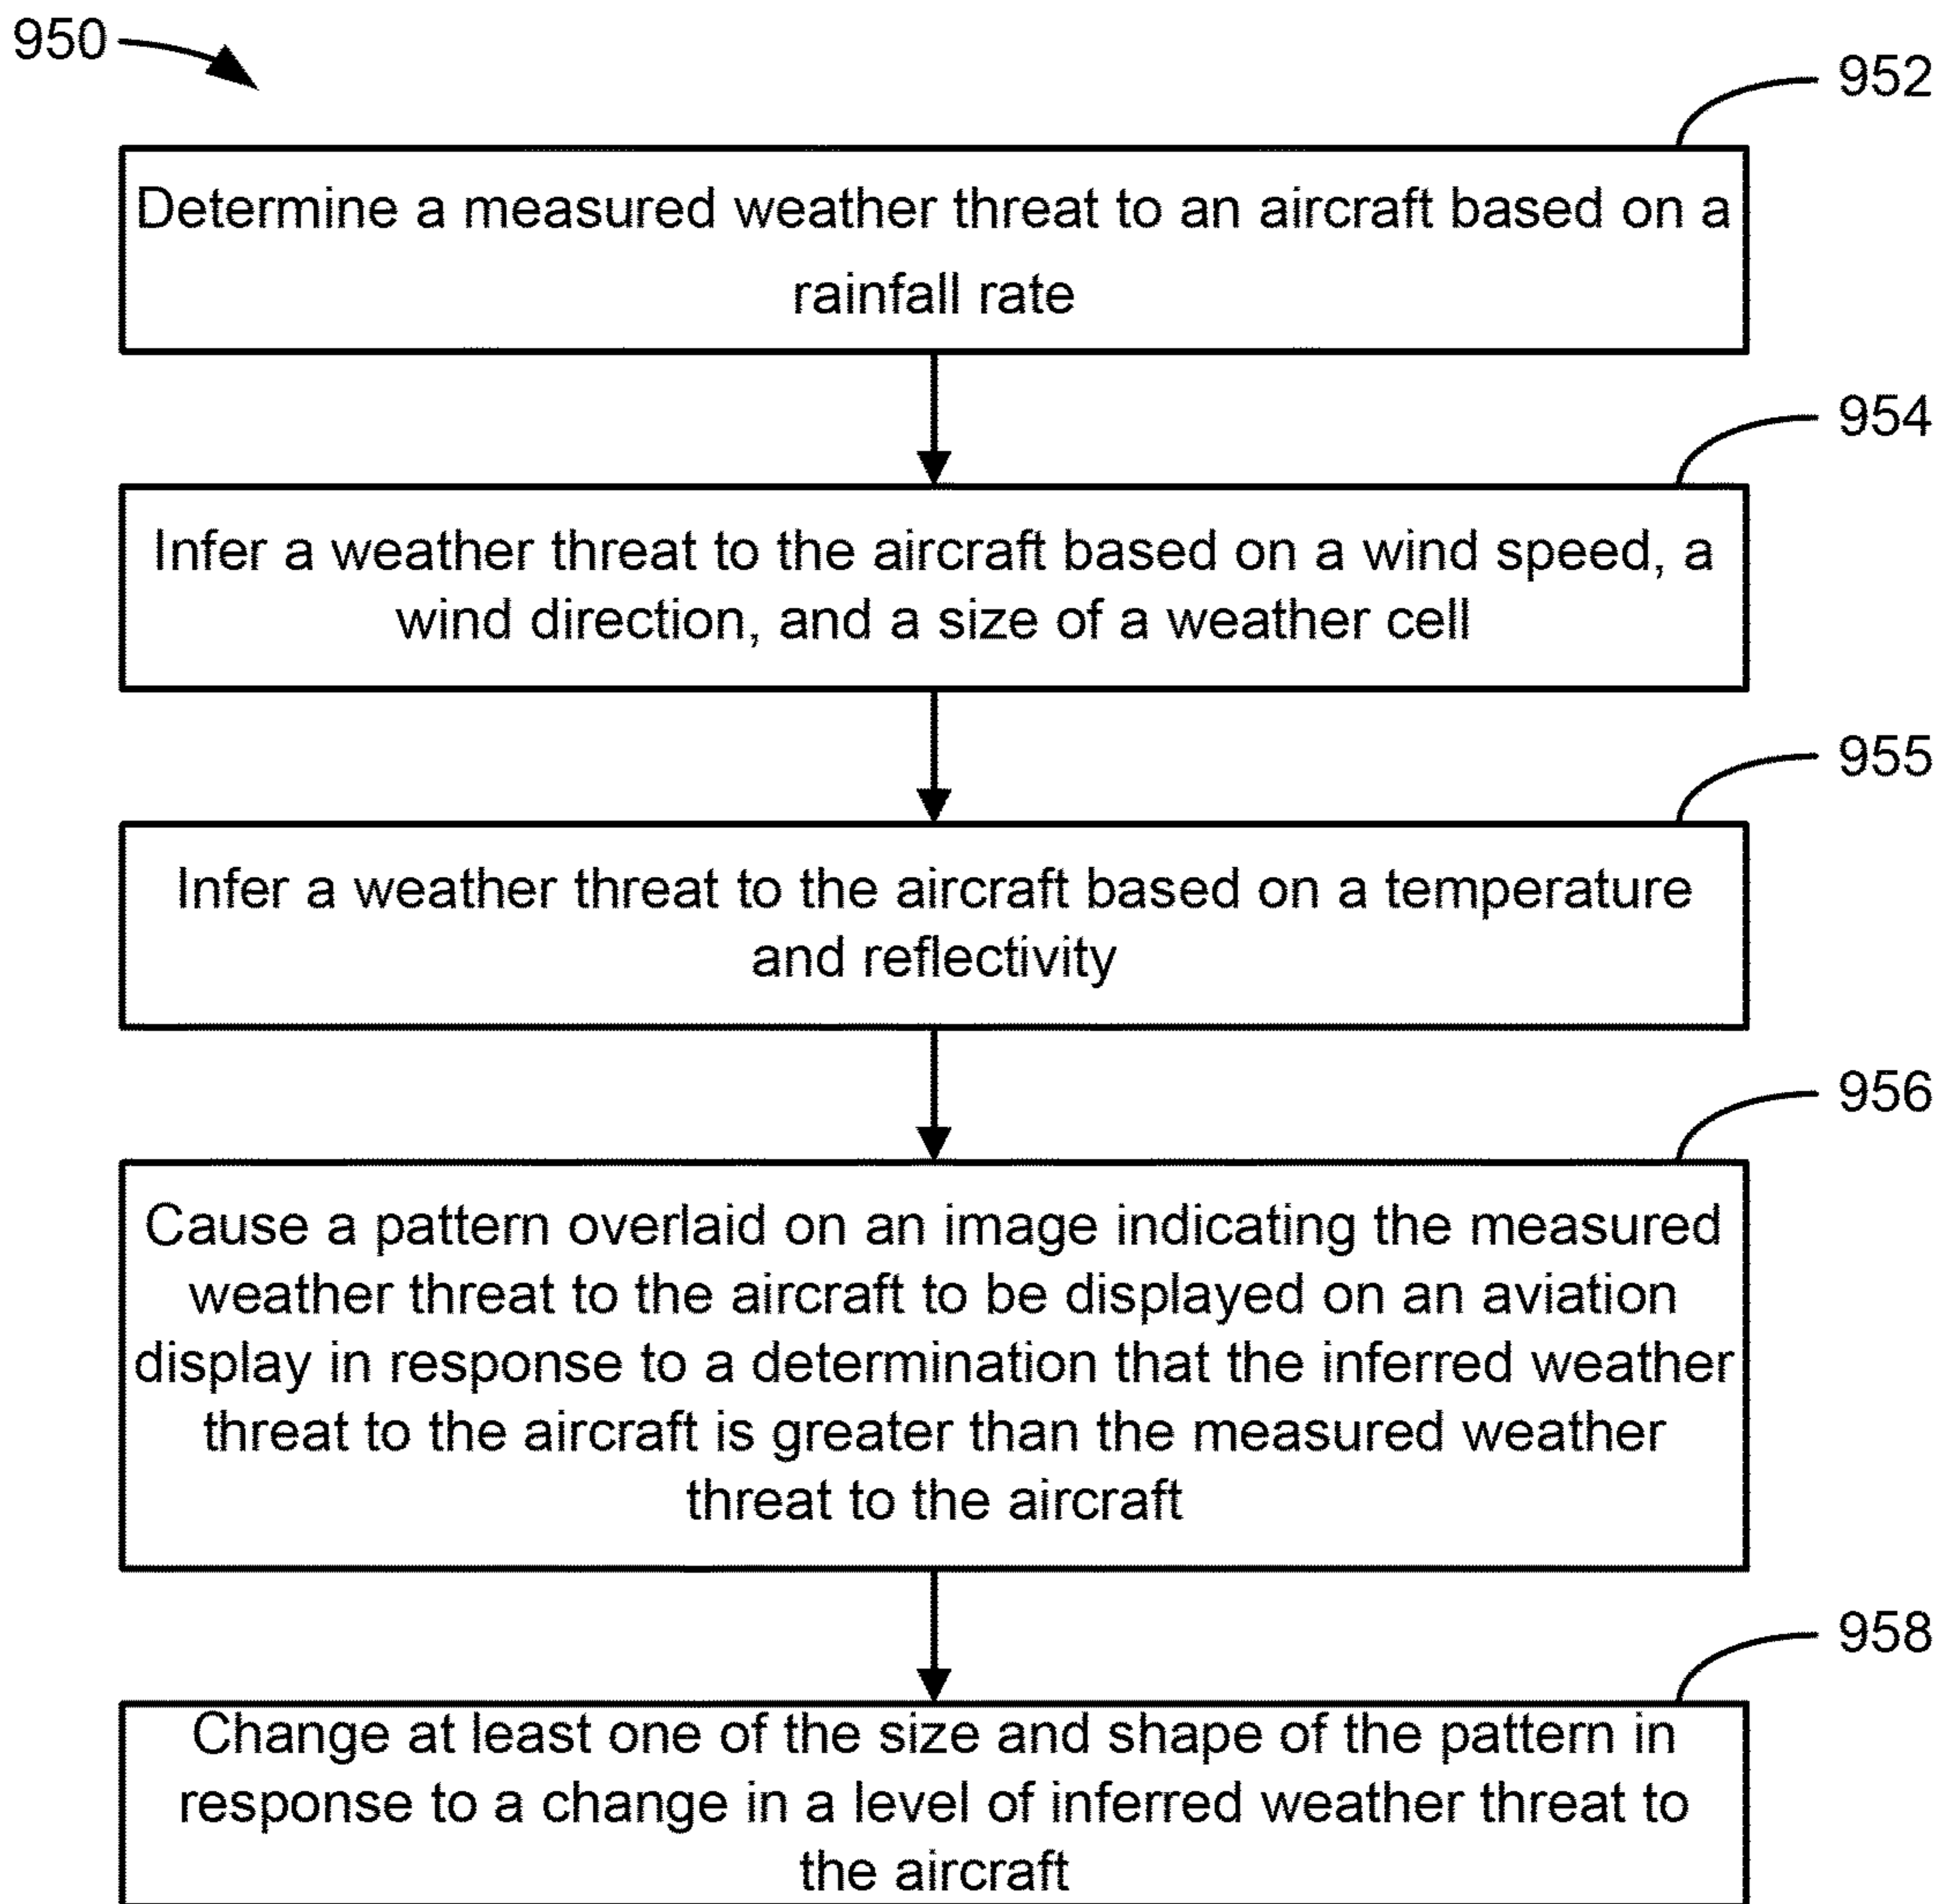 950
952
Determine a measured weather threat to an aircraft based on a
rainfall rate
954
Infer a weather threat to the aircraft based on a wind speed, a
wind direction, and a size of a weather cell
955
Infer a weather threat to the aircraft based on a temperature
and reflectivity
956
Cause a pattern overlaid on an image indicating the measured
weather threat to the aircraft to be displayed on an aviation
display in response to a determination that the inferred weather
threat to the aircraft is greater than the measured weather
threat to the aircraft
958
Change at least one of the size and shape of the pattern in
response to a change in a level of inferred weather threat to
the aircraft